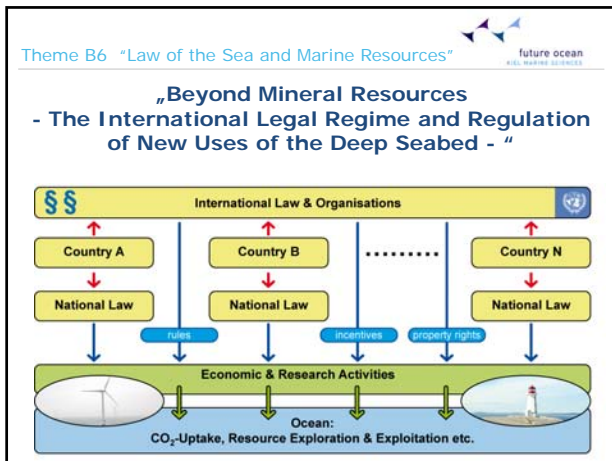 Theme B6 "Law of the Sea and Marine Resources"
future ocean
KIEL MARINE SCIENCES
„Beyond Mineral Resources
- The International Legal Regime and Regulation
of New Uses of the Deep Seabed - “
§ § International Law & Organisations
Country A Country B ......... Country N
National Law National Law National Law
rules incentives property rights
Economic & Research Activities
Ocean:
CO₂-Uptake, Resource Exploration & Exploitation etc.